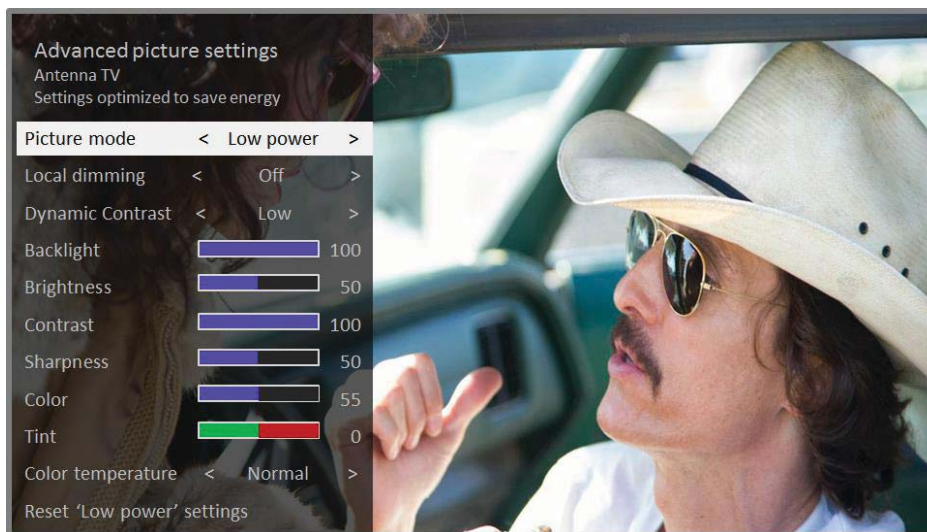 Advanced picture settings
Antenna TV
Settings optimized to save energy
Picture mode < Low power >
Local dimming < Off >
Dynamic Contrast < Low >
Backlight 100
Brightness 50
Contrast 100
Sharpness 50
Color 55
Tint 0
Color temperature < Normal >
Reset ‘Low power’ settings